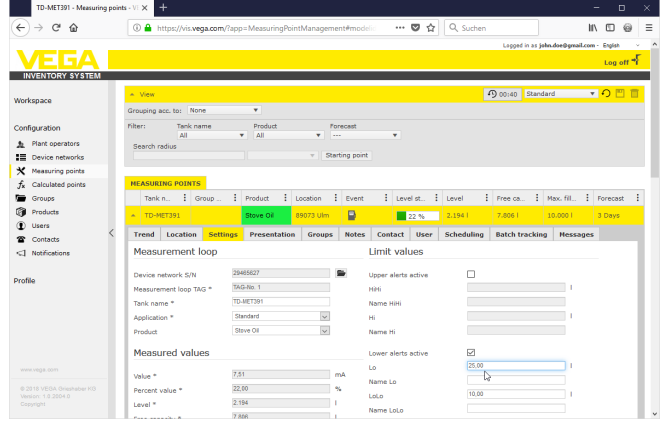 TD-MET391 - Measuring points - VI
https://vis.vega.com/?app=MeasuringPointManagement#model
Q, Suchen
Logged in as john.doe@gmail.com - English
Log off
VEGA
INVENTORY SYSTEM
Workspace
Configuration
Plant operators
Device networks
Measuring points
Calculated points
Groups
Products
Users
Contacts
Notifications
Profile
www.vega.com
Copyright
View
00:40 Standard
Grouping acc. to: None
Filter: Tank name Product Forecast
All All ---
Search radius
Starting point
MEASURING POINTS
Tank n... Group ... Product Location Event Level st... Level Free ca... Max. fill... Forecast
TD-MET391 Stove Oil 89073 Ulm 22 % 2.194 l 7.806 l 10.000 l 3 Days
Trend Location Settings Presentation Groups Notes Contact User Scheduling Batch tracking Messages
Measurement loop Limit values
Device network S/N 28465827 Upper alerts active
Measurement loop TAG * TAG-No. 1 HiHi l
Tank name * TD-MET391 Name HiHi
Application * Standard Hi l
Product Stove Oil Name Hi
Measured values Lower alerts active
Lo 25,00 l
Value * 7,51 mA Name Lo
Percent value * 22,00 % LoLo 10,00 l
Level * 2.194 l Name LoLo
Free capacity * 7.806 l